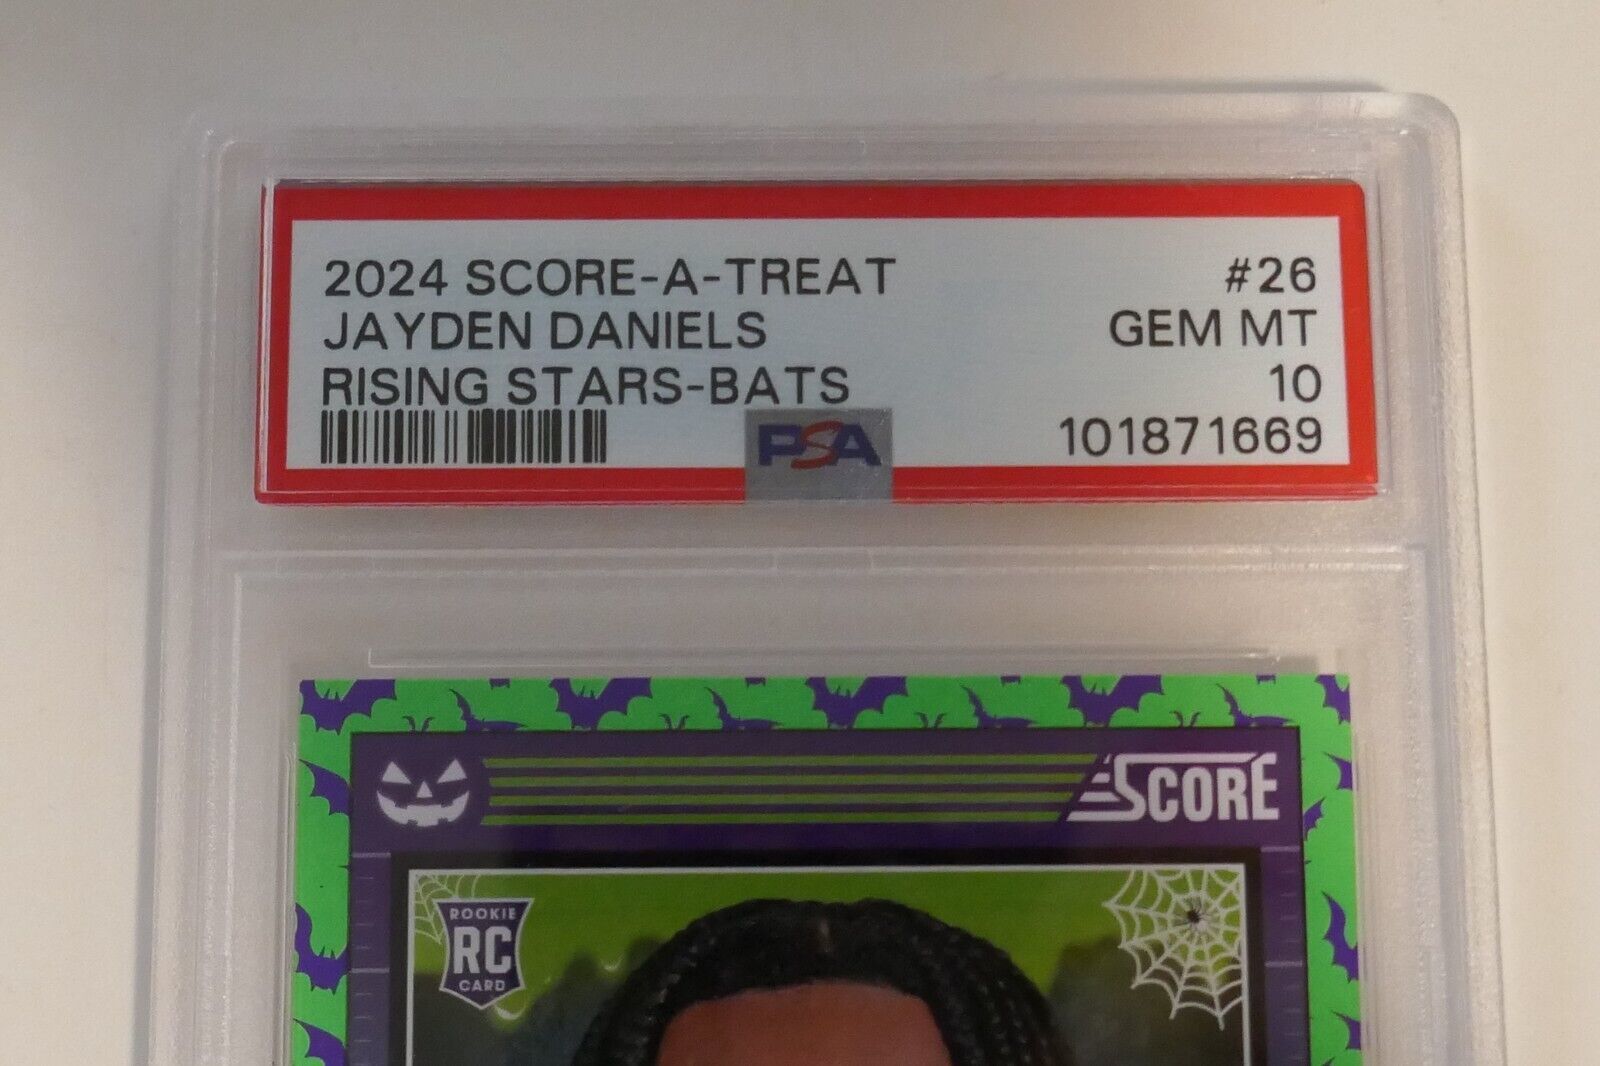 2024 SCORE-A-TREAT #26
JAYDEN DANIELS GEM MT
RISING STARS-BATS 10
PSA 101871669
SCORE
ROOKIE
RC
CARD